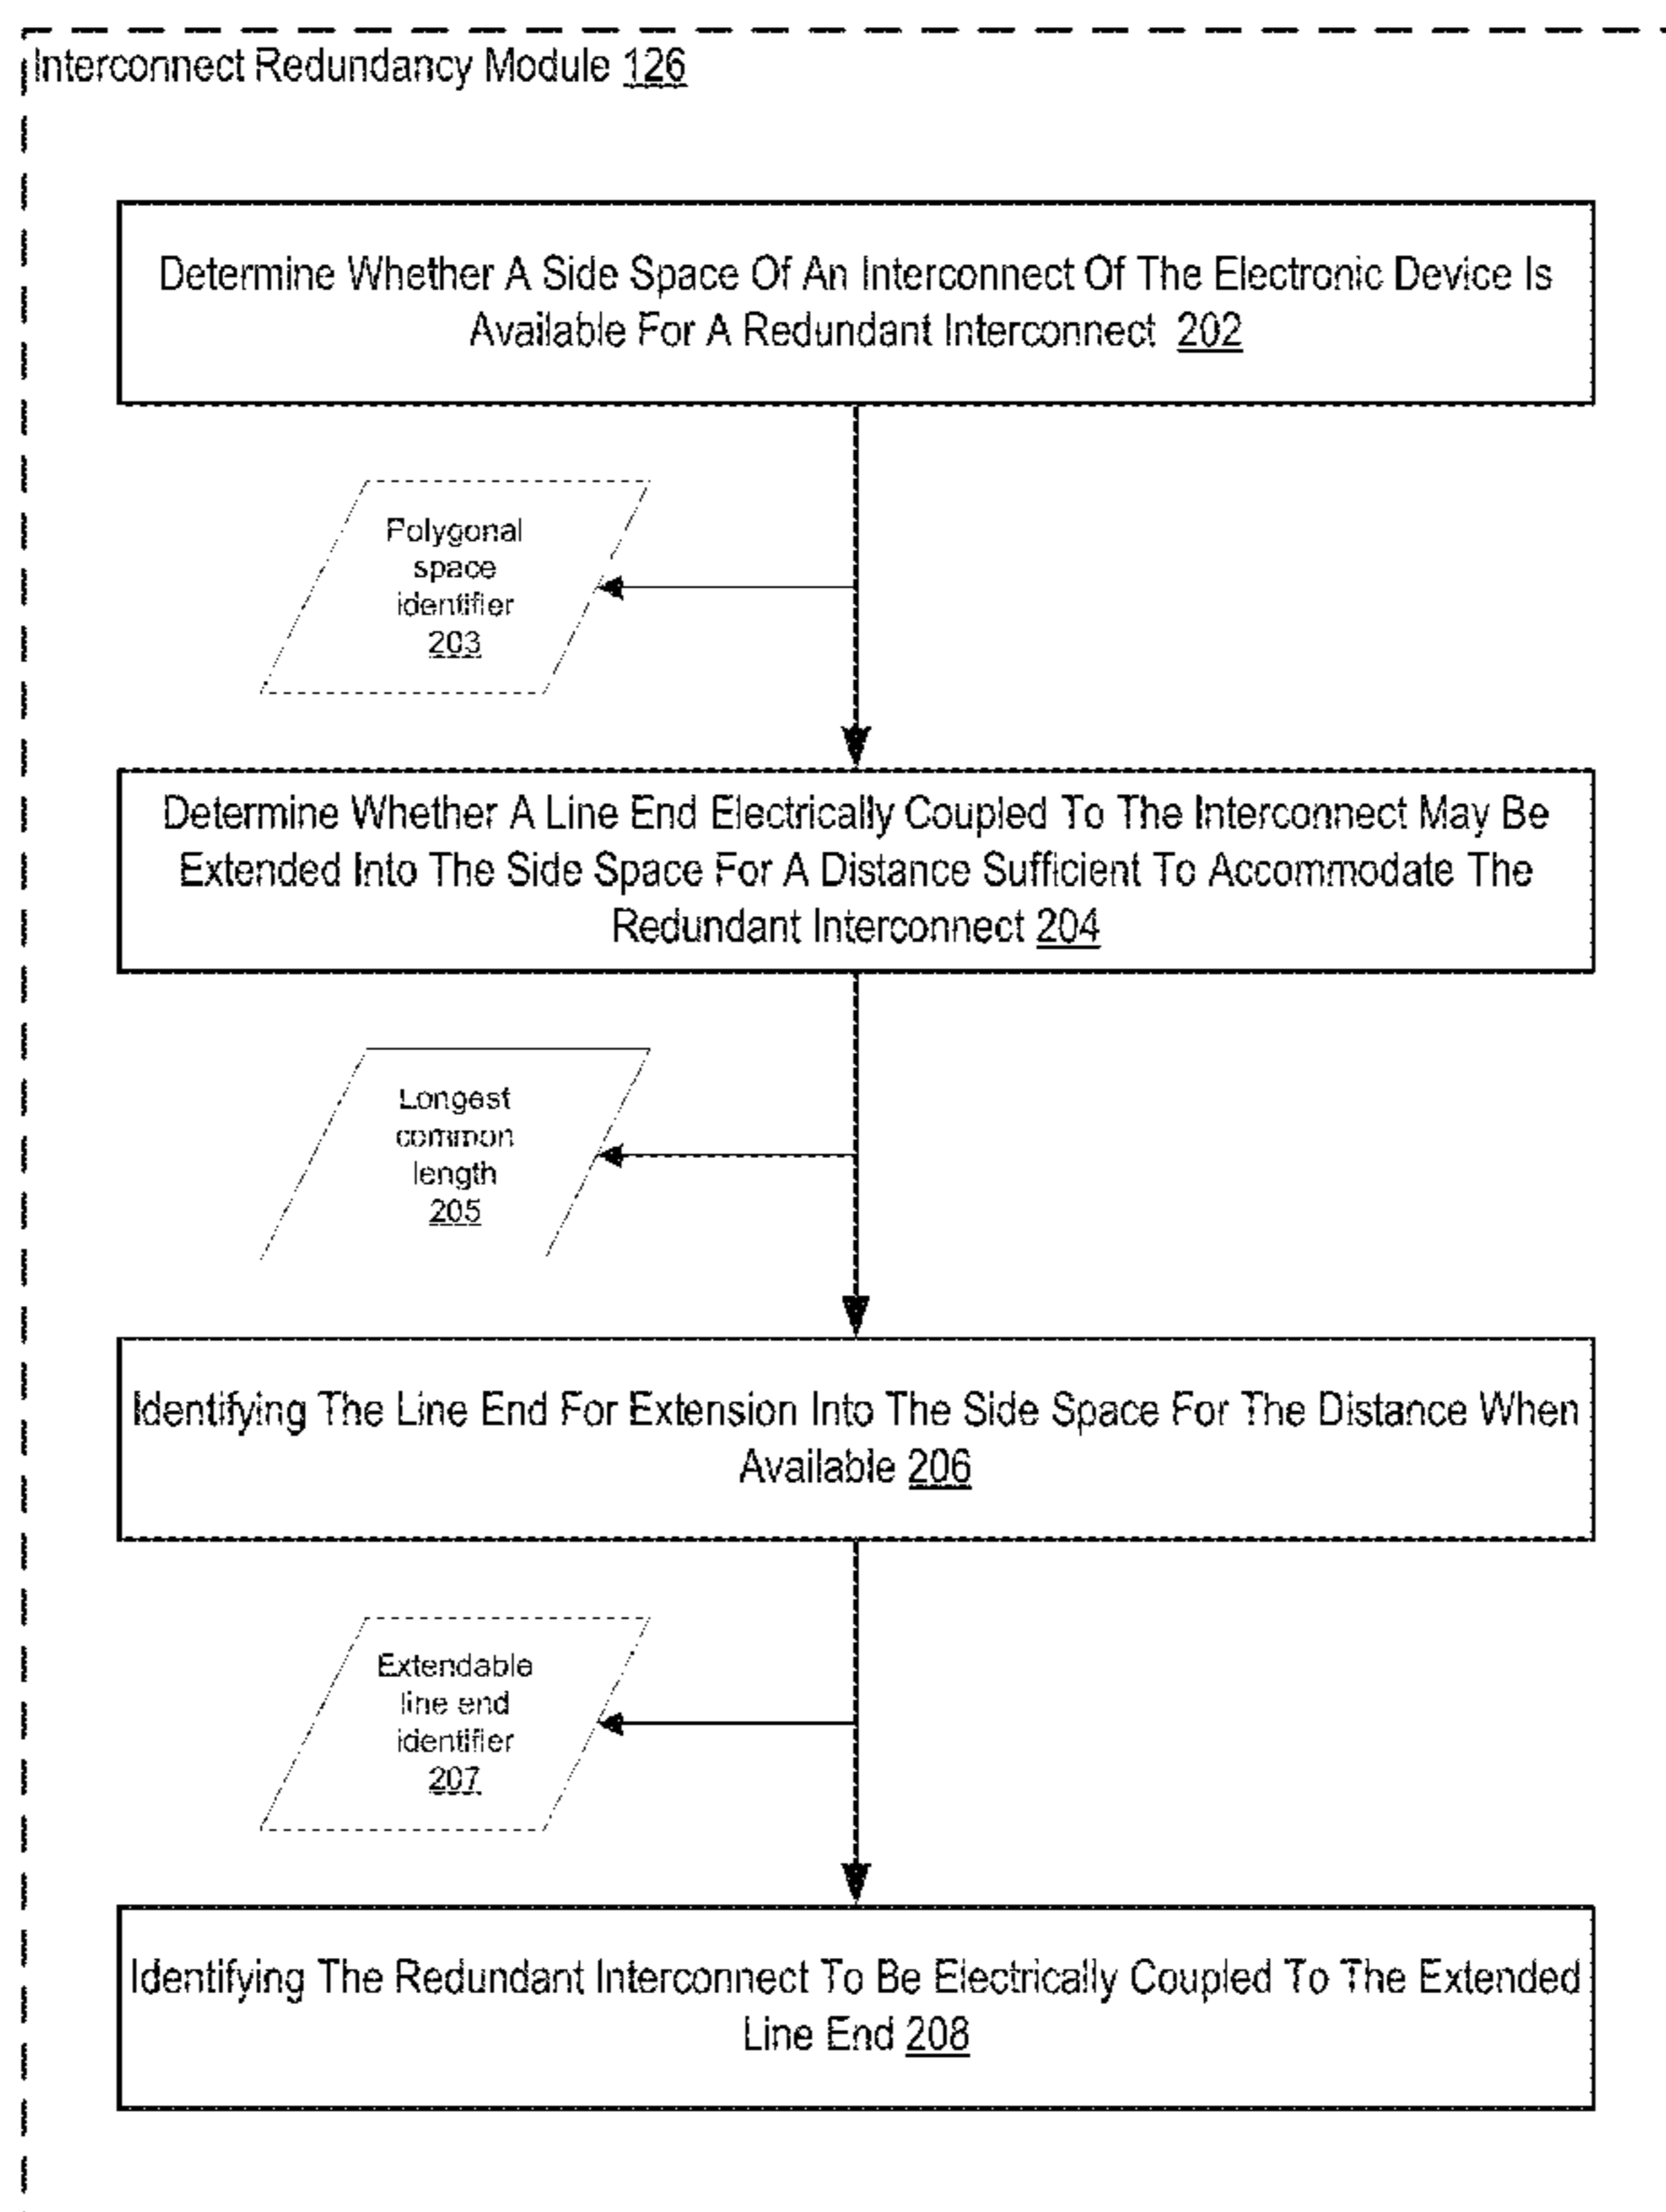 Interconnect Redundancy Module 126
Determine Whether A Side Space Of An Interconnect Of The Electronic Device Is
Available For A Redundant Interconnect 202
Polygonal
space
identifier
203
Determine Whether A Line End Electrically Coupled To The Interconnect May Be
Extended Into The Side Space For A Distance Sufficient To Accommodate The
Redundant Interconnect 204
Longest
common
length
205
Identifying The Line End For Extension Into The Side Space For The Distance When
Available 206
Extendable
line end
identifier
207
Identifying The Redundant Interconnect To Be Electrically Coupled To The Extended
Line End 208